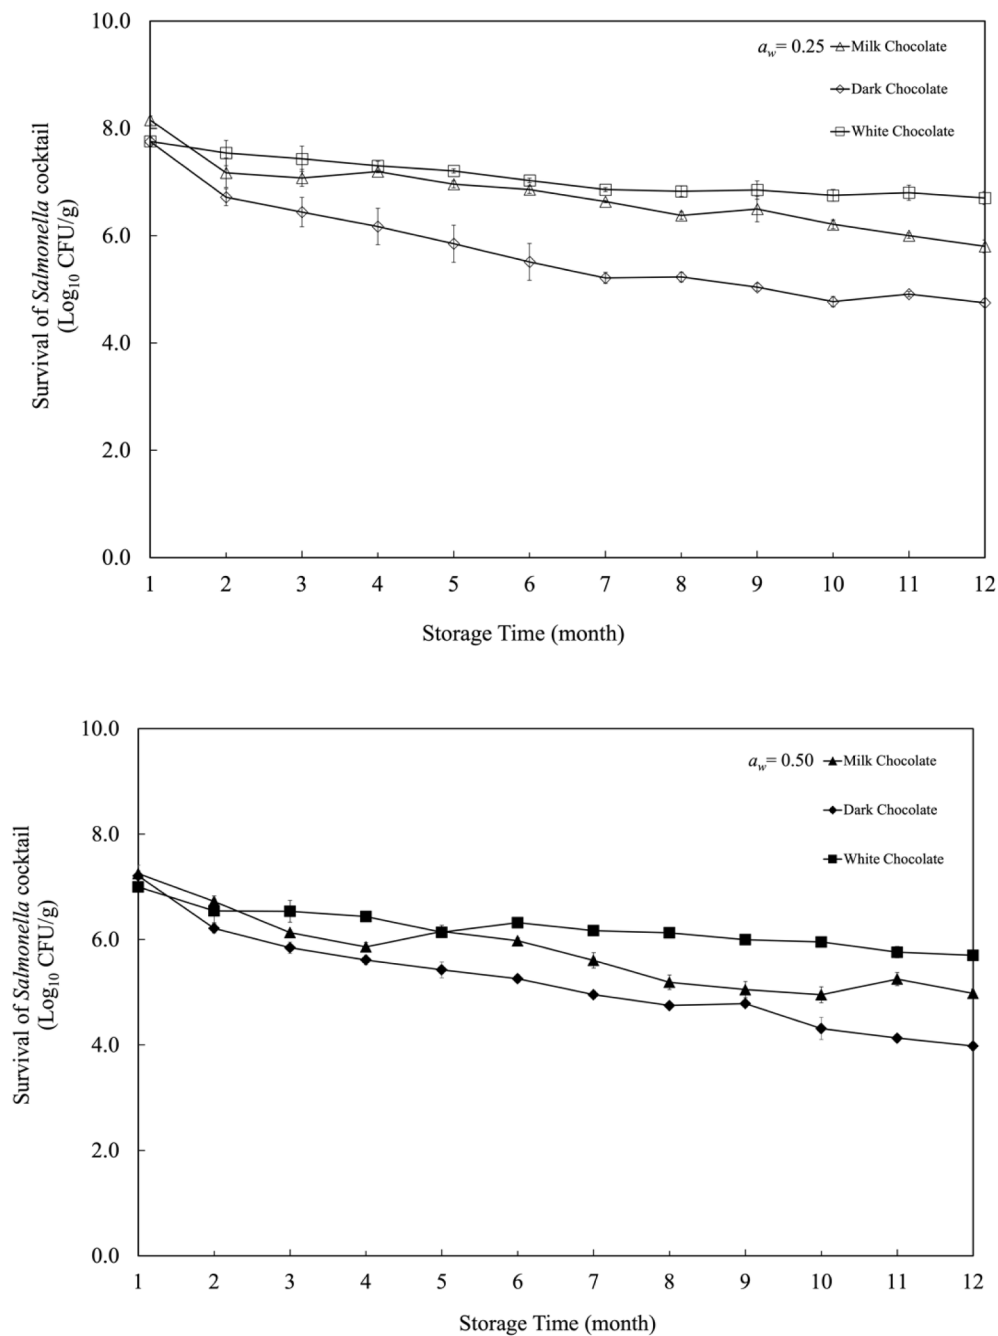 10.0
8.0
6.0
4.0
2.0
0.0
Survival of Salmonella cocktail
(Log10 CFU/g)
aw= 0.25 Milk Chocolate
Dark Chocolate
White Chocolate
1 2 3 4 5 6 7 8 9 10 11 12
Storage Time (month)
10.0
8.0
6.0
4.0
2.0
0.0
Survival of Salmonella cocktail
(Log10 CFU/g)
aw= 0.50 Milk Chocolate
Dark Chocolate
White Chocolate
1 2 3 4 5 6 7 8 9 10 11 12
Storage Time (month)